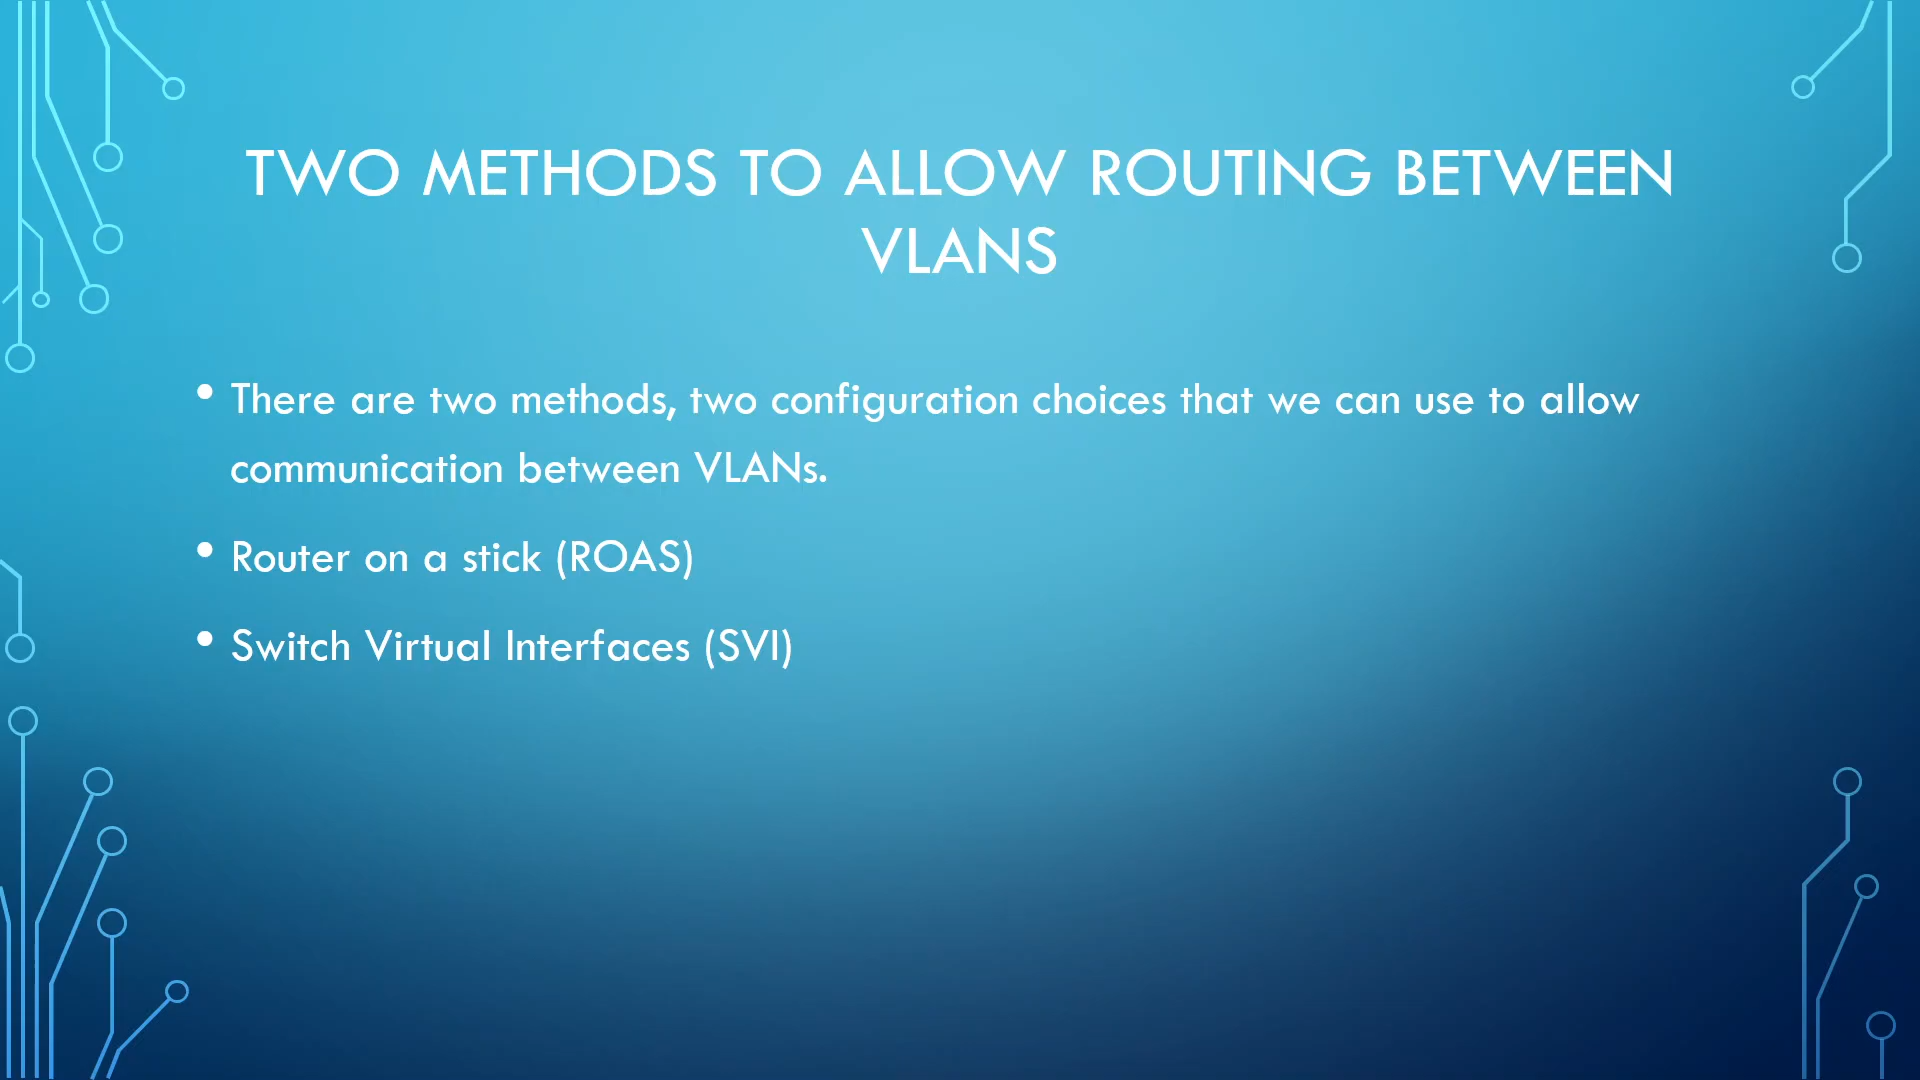 TWO METHODS TO ALLOW ROUTING BETWEEN
VLANS
• There are two methods, two configuration choices that we can use to allow
communication between VLANs.
• Router on a stick (ROAS)
• Switch Virtual Interfaces (SVI)